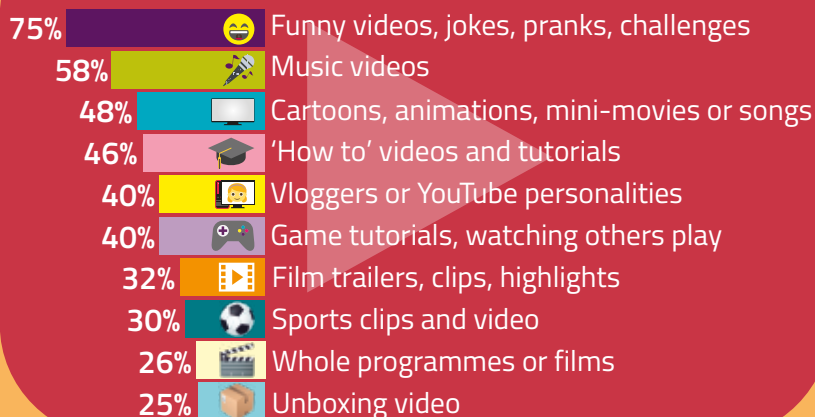 75% Funny videos, jokes, pranks, challenges
58% Music videos
48% Cartoons, animations, mini-movies or songs
46% ‘How to’ videos and tutorials
40% Vloggers or YouTube personalities
40% Game tutorials, watching others play
32% Film trailers, clips, highlights
30% Sports clips and video
26% Whole programmes or films
25% Unboxing video